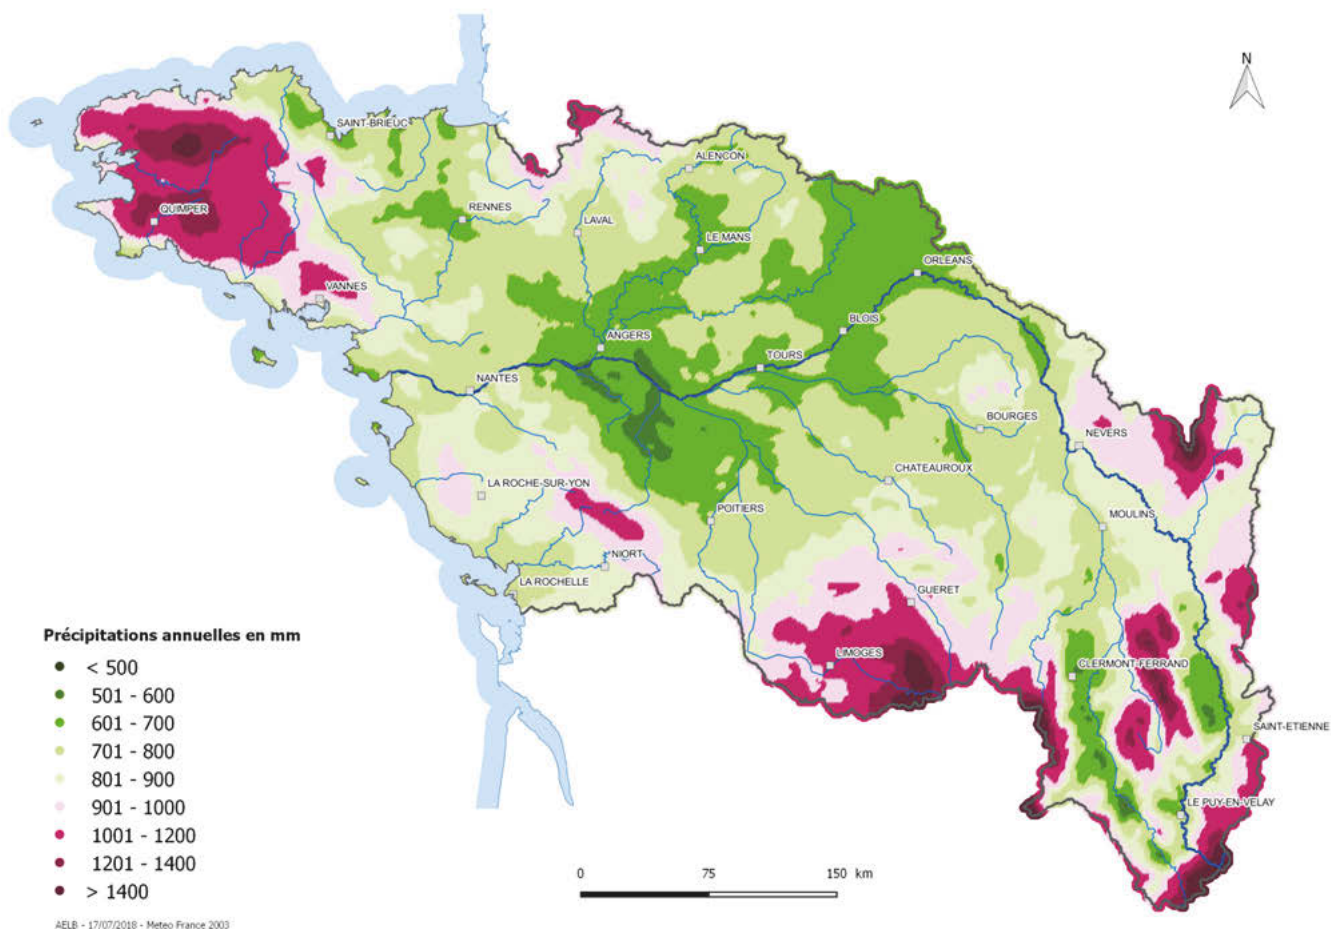 N
SAINT-BRIEUC
ALENCON
QUIMPER
RENNES
LAVAL
LE MANS
ORLEANS
VANNES
BLOIS
ANGERS
TOURS
NANTES
BOURGES
NEVERS
CHATEAUROUX
LA ROCHE-SUR-YON
POITIERS
MOULINS
NIORT
LA ROCHELLE
GUERET
LIMOGES
CLERMONT-FERRAND
SAINT-ETIENNE
LE PUY-EN-VELAY
Précipitations annuelles en mm
< 500
501 - 600
601 - 700
701 - 800
801 - 900
901 - 1000
1001 - 1200
1201 - 1400
> 1400
0 75 150 km
AELB - 17/07/2018 - Meteo France 2003